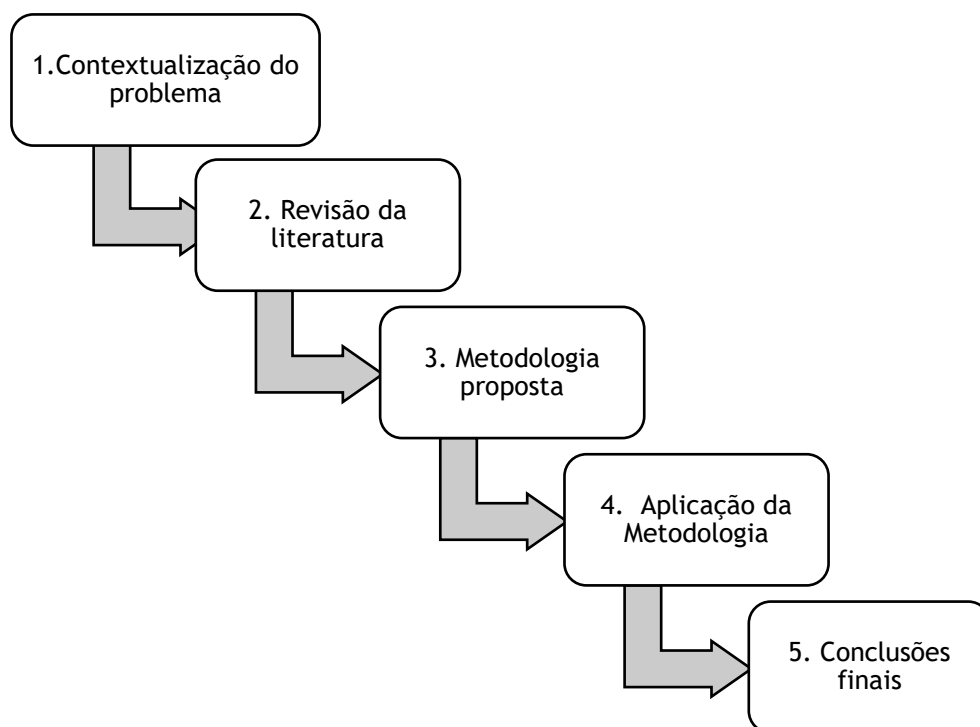 1.Contextualização do
problema
2. Revisão da
literatura
3. Metodologia
proposta
4. Aplicação da
Metodologia
5. Conclusões
finais